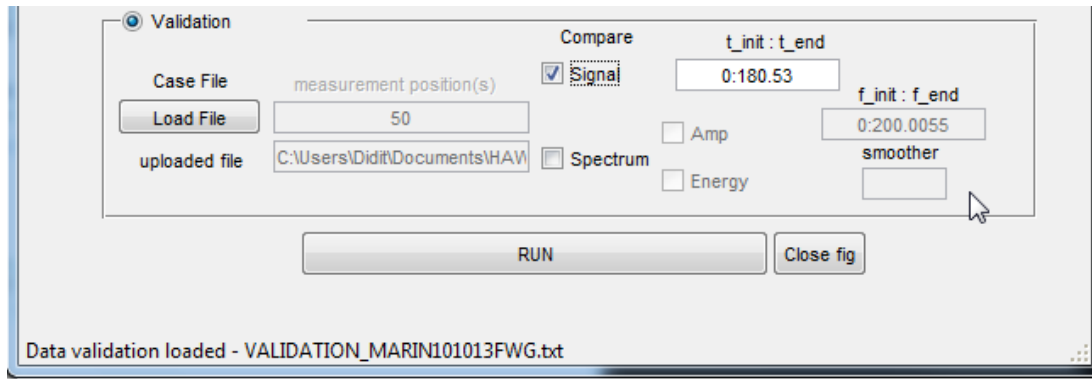 Validation
Compare
t_init : t_end
Case File
measurement position(s)
Signal
0:180.53
f_init : f_end
Load File
50
Amp
0:200.0055
uploaded file
C:\Users\Didit\Documents\HAW
Spectrum
smoother
Energy
RUN
Close fig
Data validation loaded - VALIDATION_MARIN101013FWG.txt